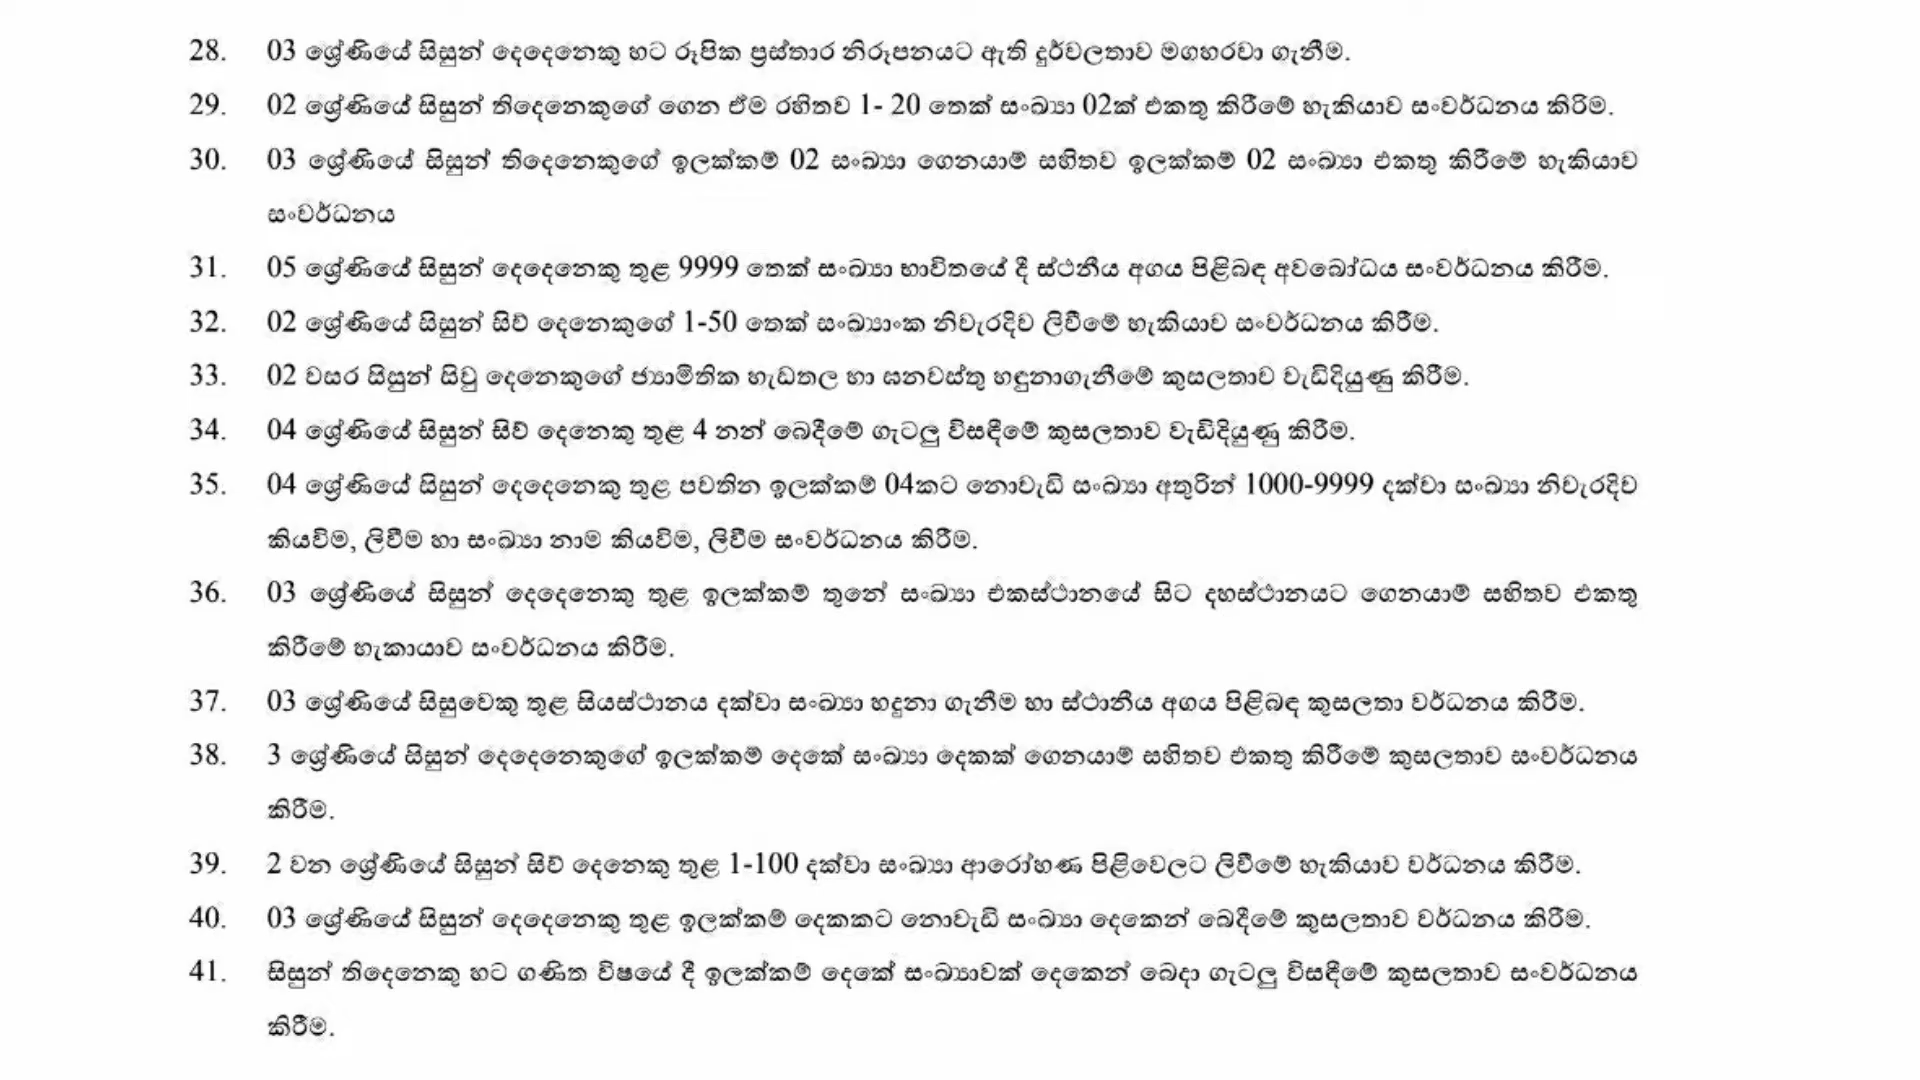 28. 03 ශ්‍රේණියේ සිසුන් දෙදෙනෙකු හට රූපික ප්‍රස්තාර නිරූපනයට ඇති දුර්වලතාව මගහරවා ගැනීම.
29. 02 ශ්‍රේණියේ සිසුන් තිදෙනෙකුගේ ගෙන ඒම රහිතව 1- 20 තෙක් සංඛ්‍යා 02ක් එකතු කිරීමේ හැකියාව සංවර්ධනය කිරිම.
30. 03 ශ්‍රේණියේ සිසුන් තිදෙනෙකුගේ ඉලක්කම් 02 සංඛ්‍යා ගෙනයාම් සහිතව ඉලක්කම් 02 සංඛ්‍යා එකතු කිරීමේ හැකියාව
සංවර්ධනය
31. 05 ශ්‍රේණියේ සිසුන් දෙදෙනෙකු තුළ 9999 තෙක් සංඛ්‍යා භාවිතයේ දී ස්ථනීය අගය පිළිබඳ අවබෝධය සංවර්ධනය කිරීම.
32. 02 ශ්‍රේණියේ සිසුන් සිව් දෙනෙකුගේ 1-50 තෙක් සංඛ්‍යාංක නිවැරදිව ලිවීමේ හැකියාව සංවර්ධනය කිරීම.
33. 02 වසර සිසුන් සිවු දෙනෙකුගේ ජ්‍යාමිතික හැඩතල හා ඝනවස්තු හඳුනාගැනීමේ කුසලතාව වැඩිදියුණු කිරීම.
34. 04 ශ්‍රේණියේ සිසුන් සිව් දෙනෙකු තුළ 4 නන් බෙදීමේ ගැටලු විසඳීමේ කුසලතාව වැඩිදියුණු කිරීම.
35. 04 ශ්‍රේණියේ සිසුන් දෙදෙනෙකු තුළ පවතින ඉලක්කම් 04කට නොවැඩි සංඛ්‍යා අතුරින් 1000-9999 දක්වා සංඛ්‍යා නිවැරදිව
කියවිම, ලිවීම හා සංඛ්‍යා නාම කියවිම, ලිවීම සංවර්ධනය කිරීම.
36. 03 ශ්‍රේණියේ සිසුන් දෙදෙනෙකු තුළ ඉලක්කම් තුනේ සංඛ්‍යා එකස්ථානයේ සිට දහස්ථානයට ගෙනයාම් සහිතව එකතු
කිරීමේ හැකායාව සංවර්ධනය කිරීම.
37. 03 ශ්‍රේණියේ සිසුවෙකු තුළ සියස්ථානය දක්වා සංඛ්‍යා හදුනා ගැනීම හා ස්ථානීය අගය පිළිබඳ කුසලතා වර්ධනය කිරීම.
38. 3 ශ්‍රේණියේ සිසුන් දෙදෙනෙකුගේ ඉලක්කම් දෙකේ සංඛ්‍යා දෙකක් ගෙනයාම් සහිතව එකතු කිරීමේ කුසලතාව සංවර්ධනය
කිරීම.
39. 2 වන ශ්‍රේණියේ සිසුන් සිව් දෙනෙකු තුළ 1-100 දක්වා සංඛ්‍යා ආරෝහණ පිළිවෙලට ලිවීමේ හැකියාව වර්ධනය කිරීම.
40. 03 ශ්‍රේණියේ සිසුන් දෙදෙනෙකු තුළ ඉලක්කම් දෙකකට නොවැඩි සංඛ්‍යා දෙකෙන් බෙදීමේ කුසලතාව වර්ධනය කිරීම.
41. සිසුන් තිදෙනෙකු හට ගණිත විෂයේ දී ඉලක්කම් දෙකේ සංඛ්‍යාවක් දෙකෙන් බෙදා ගැටලු විසඳීමේ කුසලතාව සංවර්ධනය
කිරීම.